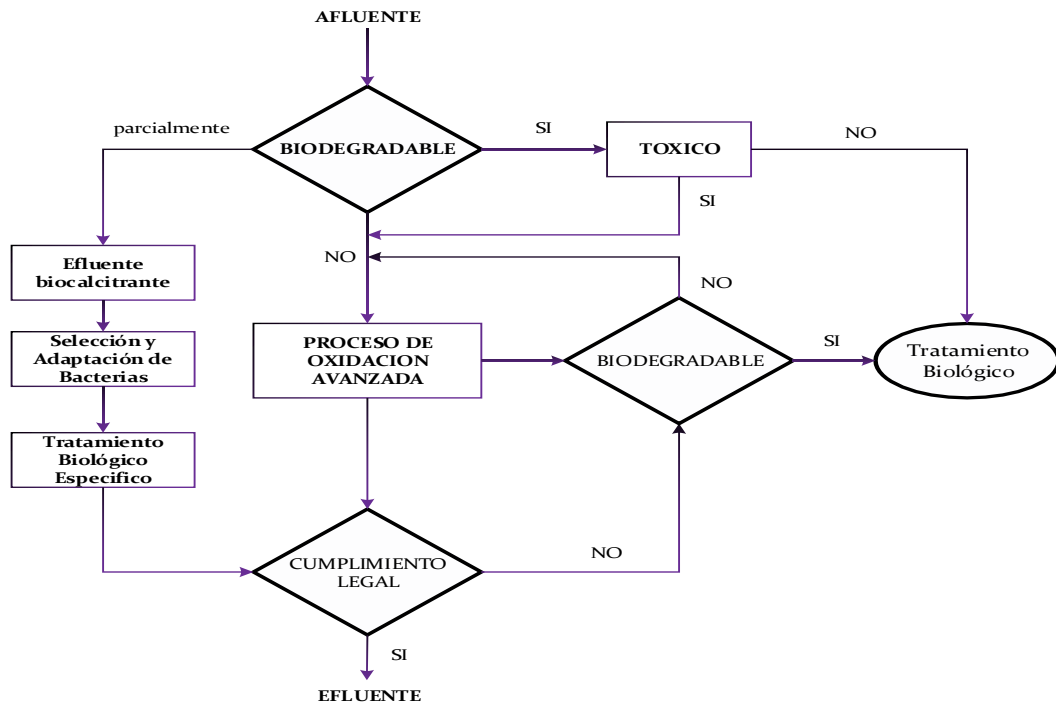 AFLUENTE
parcialmente
BIODEGRADABLE
SI
TOXICO
NO
SI
NO
Efluente
biocalcitrante
Selección y
Adaptación de
Bacterias
Tratamiento
Biológico
Especifico
PROCESO DE
OXIDACION
AVANZADA
NO
BIODEGRADABLE
SI
Tratamiento
Biológico
CUMPLIMIENTO
LEGAL
NO
SI
EFLUENTE